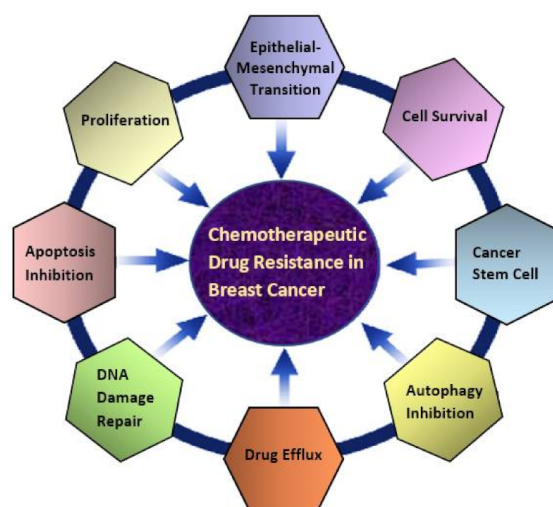 Epithelial-
Mesenchymal
Transition
Cell Survival
Cancer
Stem Cell
Autophagy
Inhibition
Drug Efflux
DNA
Damage
Repair
Apoptosis
Inhibition
Proliferation
Chemotherapeutic
Drug Resistance in
Breast Cancer